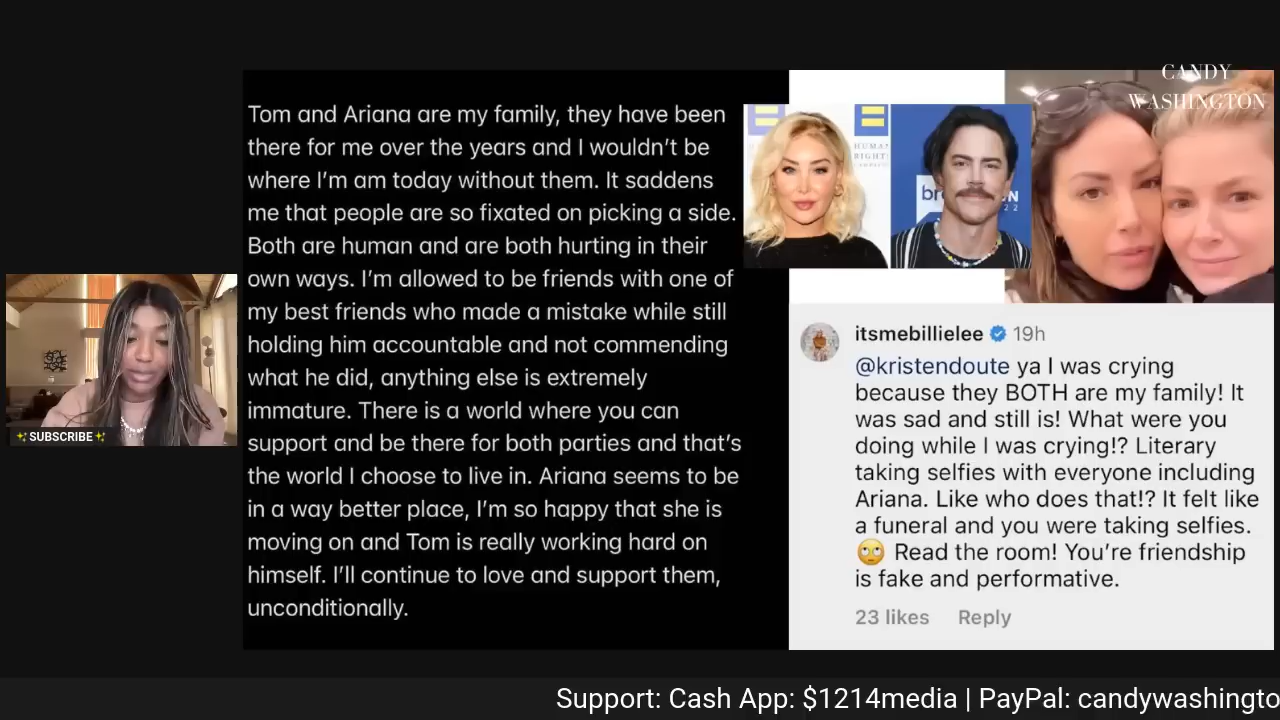 CANDY
WASHINGTON
Tom and Ariana are my family, they have been
there for me over the years and I wouldn't be
where I'm am today without them. It saddens
me that people are so fixated on picking a side.
Both are human and are both hurting in their
own ways. I'm allowed to be friends with one of
my best friends who made a mistake while still
holding him accountable and not commending
what he did, anything else is extremely
immature. There is a world where you can
support and be there for both parties and that's
the world I choose to live in. Ariana seems to be
in a way better place, I'm so happy that she is
moving on and Tom is really working hard on
himself. I'll continue to love and support them,
unconditionally.
HUMAN
RIGHTS
itsmebillielee 19h
@kristendoute ya I was crying
because they BOTH are my family! It
was sad and still is! What were you
doing while I was crying!? Literary
taking selfies with everyone including
Ariana. Like who does that!? It felt like
a funeral and you were taking selfies.
🙄 Read the room! You're friendship
is fake and performative.
23 likes Reply
✨SUBSCRIBE✨
Support: Cash App: $1214media | PayPal: candywashingto